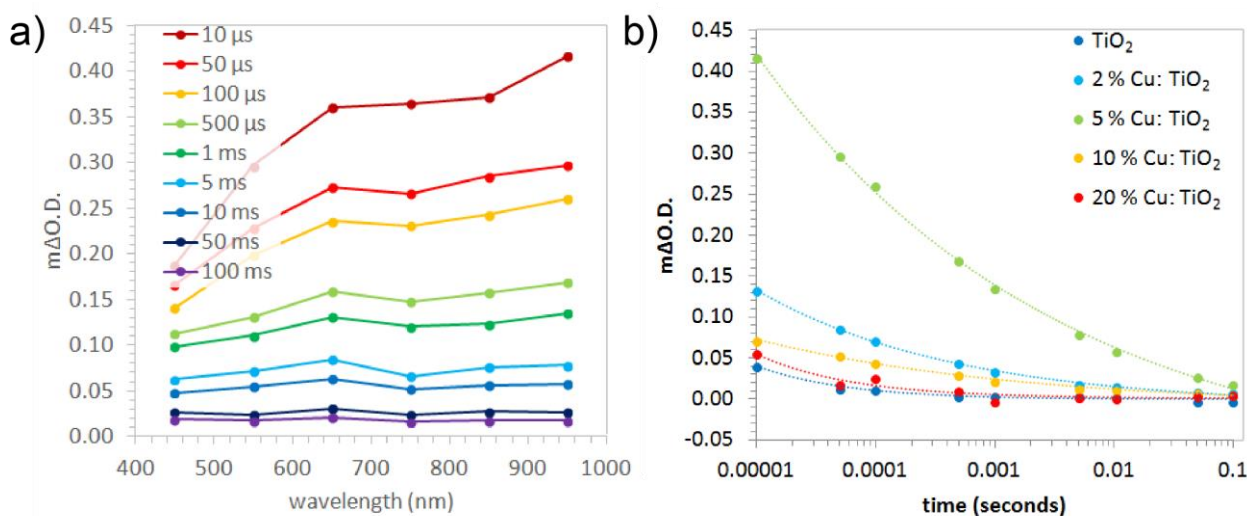 a)
0.45
0.40
0.35
0.30
0.25
0.20
0.15
0.10
0.05
0.00
mΔO.D.
10 µs
50 µs
100 µs
500 µs
1 ms
5 ms
10 ms
50 ms
100 ms
400 500 600 700 800 900 1000
wavelength (nm)
b)
0.45
0.40
0.35
0.30
0.25
0.20
0.15
0.10
0.05
0.00
-0.05
mΔO.D.
TiO₂
2 % Cu: TiO₂
5 % Cu: TiO₂
10 % Cu: TiO₂
20 % Cu: TiO₂
0.00001 0.0001 0.001 0.01 0.1
time (seconds)